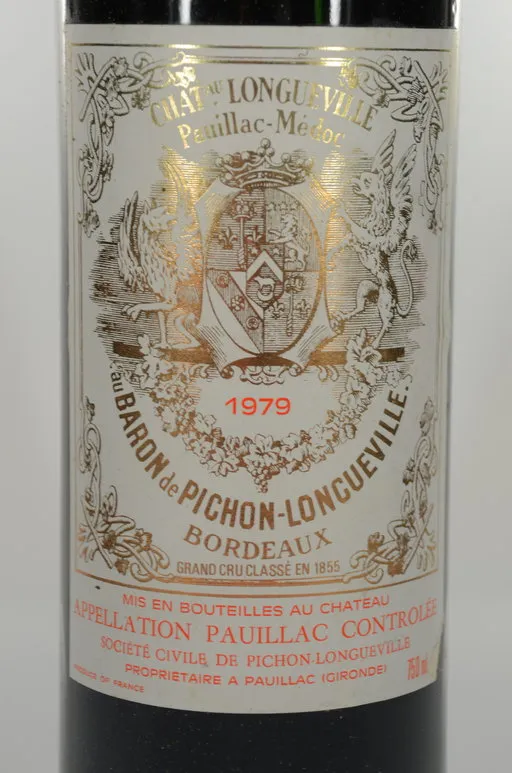 CHATAU LONGUEVILLE
Pauillac-Médoc
1979
au BARON de PICHON-LONGUEVILLE
BORDEAUX
GRAND CRU CLASSÉ EN 1855
MIS EN BOUTEILLES AU CHATEAU
APPELLATION PAUILLAC CONTROLÉE
SOCIÉTÉ CIVILE DE PICHON-LONGUEVILLE
PROPRIETAIRE A PAUILLAC (GIRONDE)
PRODUCE OF FRANCE
750 ml